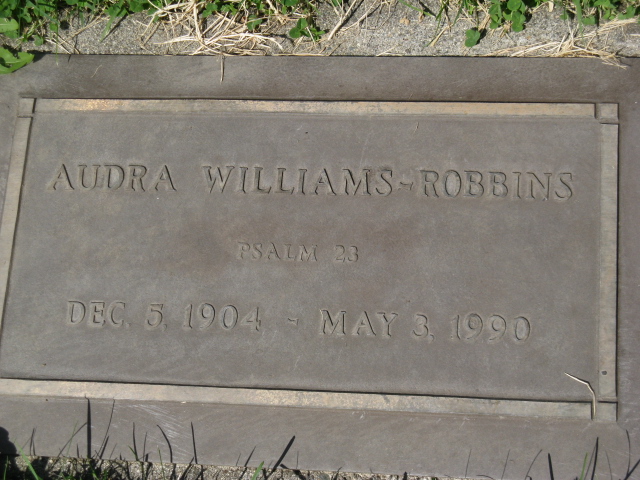 AUDRA WILLIAMS-ROBBINS
PSALM 23
DEC. 5, 1904 - MAY 3, 1990